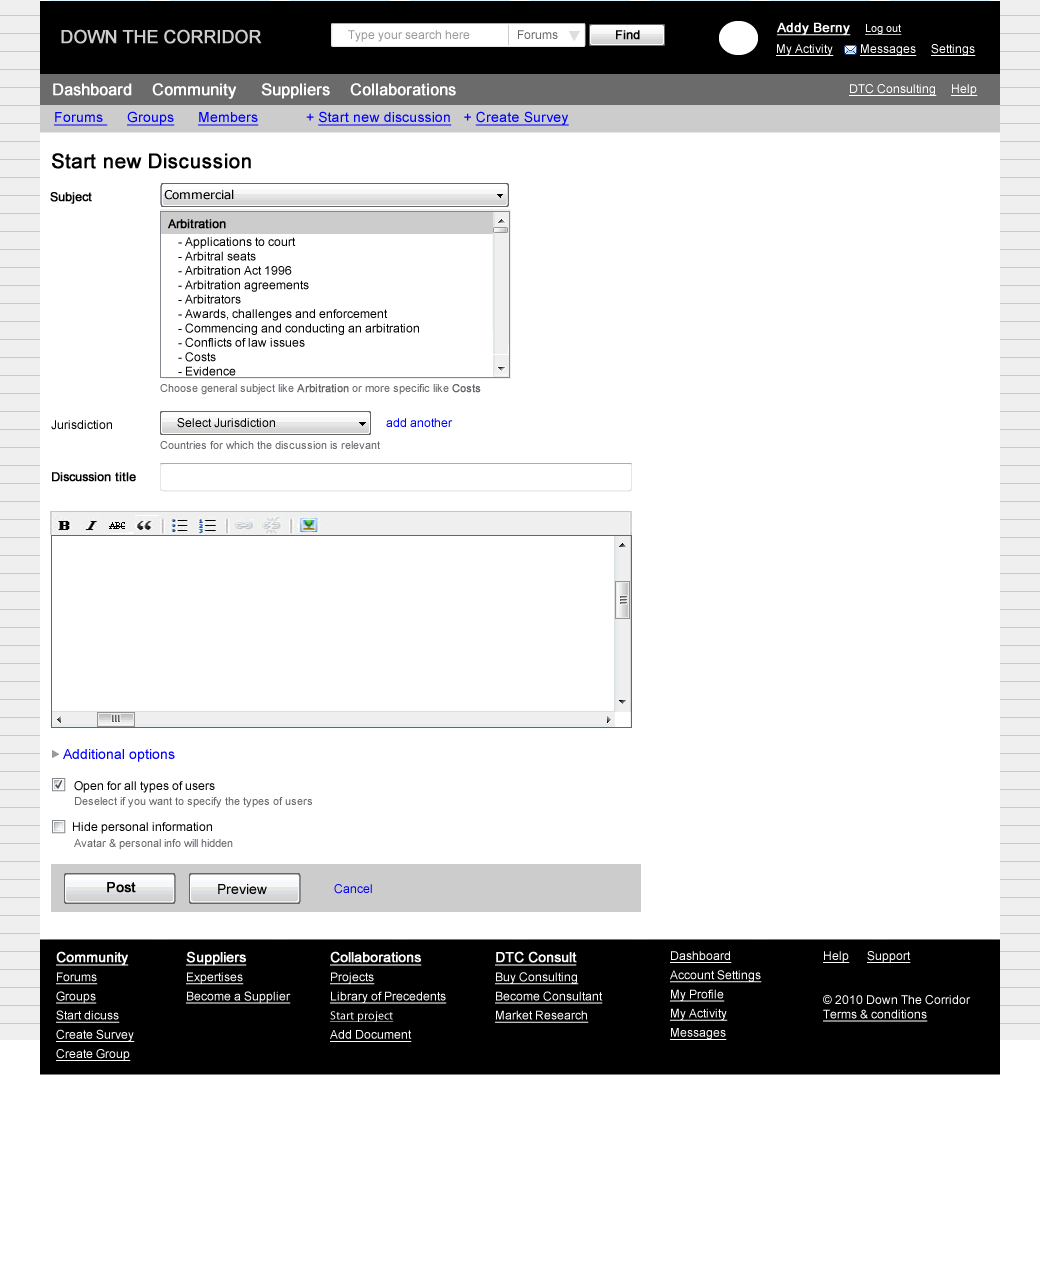 DOWN THE CORRIDOR
Type your search here Forums Find
Addy Berny Log out
My Activity Messages Settings
Dashboard Community Suppliers Collaborations DTC Consulting Help
Forums Groups Members + Start new discussion + Create Survey
Start new Discussion
Subject Commercial
Arbitration
- Applications to court
- Arbitral seats
- Arbitration Act 1996
- Arbitration agreements
- Arbitrators
- Awards, challenges and enforcement
- Commencing and conducting an arbitration
- Conflicts of law issues
- Costs
- Evidence
Choose general subject like Arbitration or more specific like Costs
Jurisdiction Select Jurisdiction add another
Countries for which the discussion is relevant
Discussion title
B I ABC “
Additional options
Open for all types of users
Deselect if you want to specify the types of users
Hide personal information
Avatar & personal info will hidden
Post Preview Cancel
Community Suppliers Collaborations DTC Consult Dashboard Help Support
Forums Expertises Projects Buy Consulting Account Settings
Groups Become a Supplier Library of Precedents Become Consultant My Profile © 2010 Down The Corridor
Start dicuss Start project Market Research My Activity Terms & conditions
Create Survey Add Document Messages
Create Group